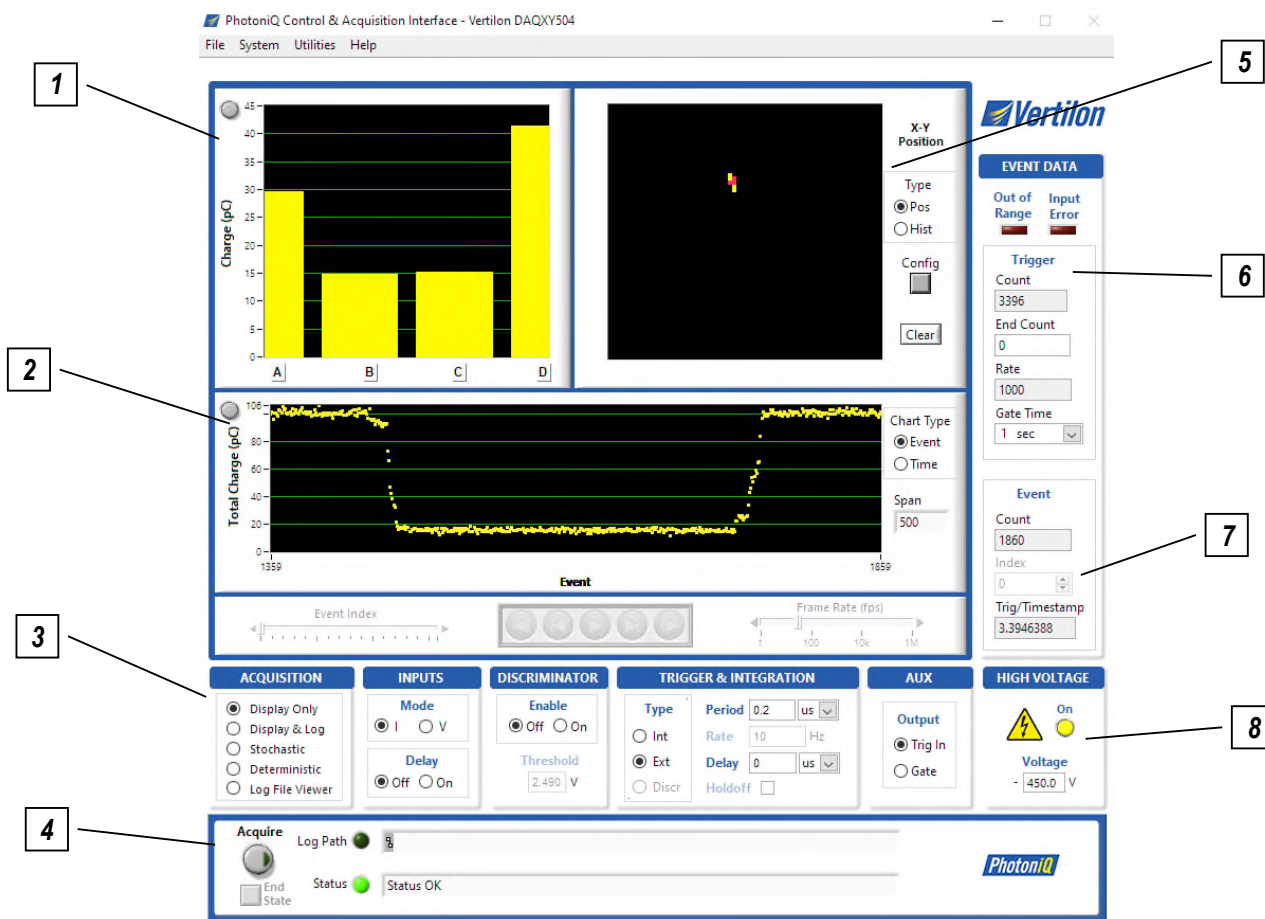 PhotoniQ Control & Acquisition Interface - Vertilon DAQXY504
File System Utilities Help
1
5
Vertilon
45
40
35
30
25
20
15
10
5
0
Charge (pC)
A B C D
X-Y
Position
Type
Pos
Hist
Config
Clear
EVENT DATA
Out of
Range
Input
Error
6
Trigger
Count
3396
End Count
0
Rate
1000
Gate Time
1 sec
2
106
80
60
40
20
0
Total Charge (pC)
1359
1859
Event
Chart Type
Event
Time
Span
500
Event
Count
1860
Index
0
Trig/Timestamp
3.3946388
7
Event Index
Frame Rate (fps)
1 100 10k 1M
3
ACQUISITION
Display Only
Display & Log
Stochastic
Deterministic
Log File Viewer
INPUTS
Mode
I V
Delay
Off On
DISCRIMINATOR
Enable
Off On
Threshold
2.490 V
TRIGGER & INTEGRATION
Type
Int
Ext
Discr
Period 0.2 us
Rate 10 Hz
Delay 0 us
Holdoff
AUX
Output
Trig In
Gate
HIGH VOLTAGE
On
Voltage
- 450.0 V
8
4
Acquire
End
State
Log Path
Status Status OK
PhotoniQ